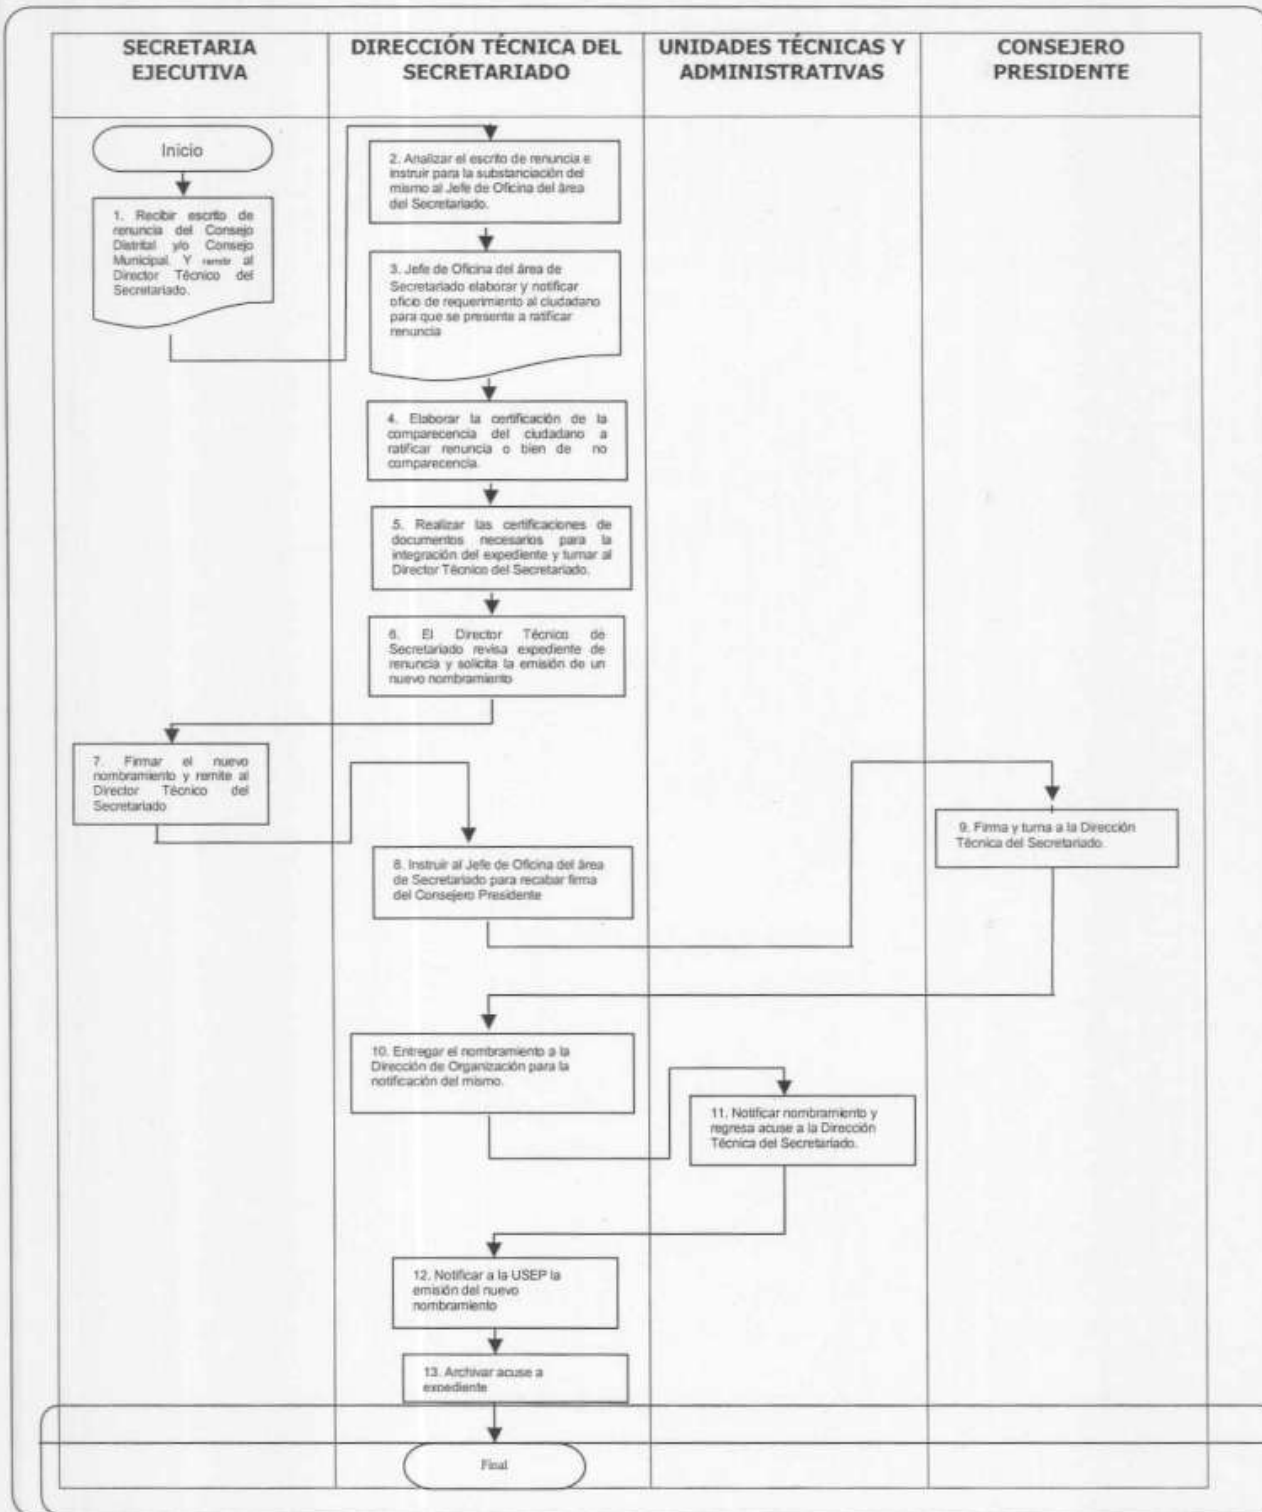 SECRETARIA
EJECUTIVA
DIRECCIÓN TÉCNICA DEL
SECRETARIADO
UNIDADES TÉCNICAS Y
ADMINISTRATIVAS
CONSEJERO
PRESIDENTE
Inicio
1. Recibir escrito de
renuncia del Consejo
Distrital y/o Consejo
Municipal. Y remitir al
Director Técnico del
Secretariado.
2. Analizar el escrito de renuncia e
instruir para la substanciación del
mismo al Jefe de Oficina del área
del Secretariado.
3. Jefe de Oficina del área de
Secretariado elaborar y notificar
oficio de requerimiento al ciudadano
para que se presente a ratificar
renuncia
4. Elaborar la certificación de la
comparecencia del ciudadano a
ratificar renuncia o bien de no
comparecencia.
5. Realizar las certificaciones de
documentos necesarios para la
integración del expediente y turnar al
Director Técnico del Secretariado.
6. El Director Técnico de
Secretariado revisa expediente de
renuncia y solicita la emisión de un
nuevo nombramiento
7. Firmar el nuevo
nombramiento y remite al
Director Técnico del
Secretariado
8. Instruir al Jefe de Oficina del área
de Secretariado para recabar firma
del Consejero Presidente
9. Firma y turna a la Dirección
Técnica del Secretariado.
10. Entregar el nombramiento a la
Dirección de Organización para la
notificación del mismo.
11. Notificar nombramiento y
regresa acuse a la Dirección
Técnica del Secretariado.
12. Notificar a la USEP la
emisión del nuevo
nombramiento
13. Archivar acuse a
expediente
Final